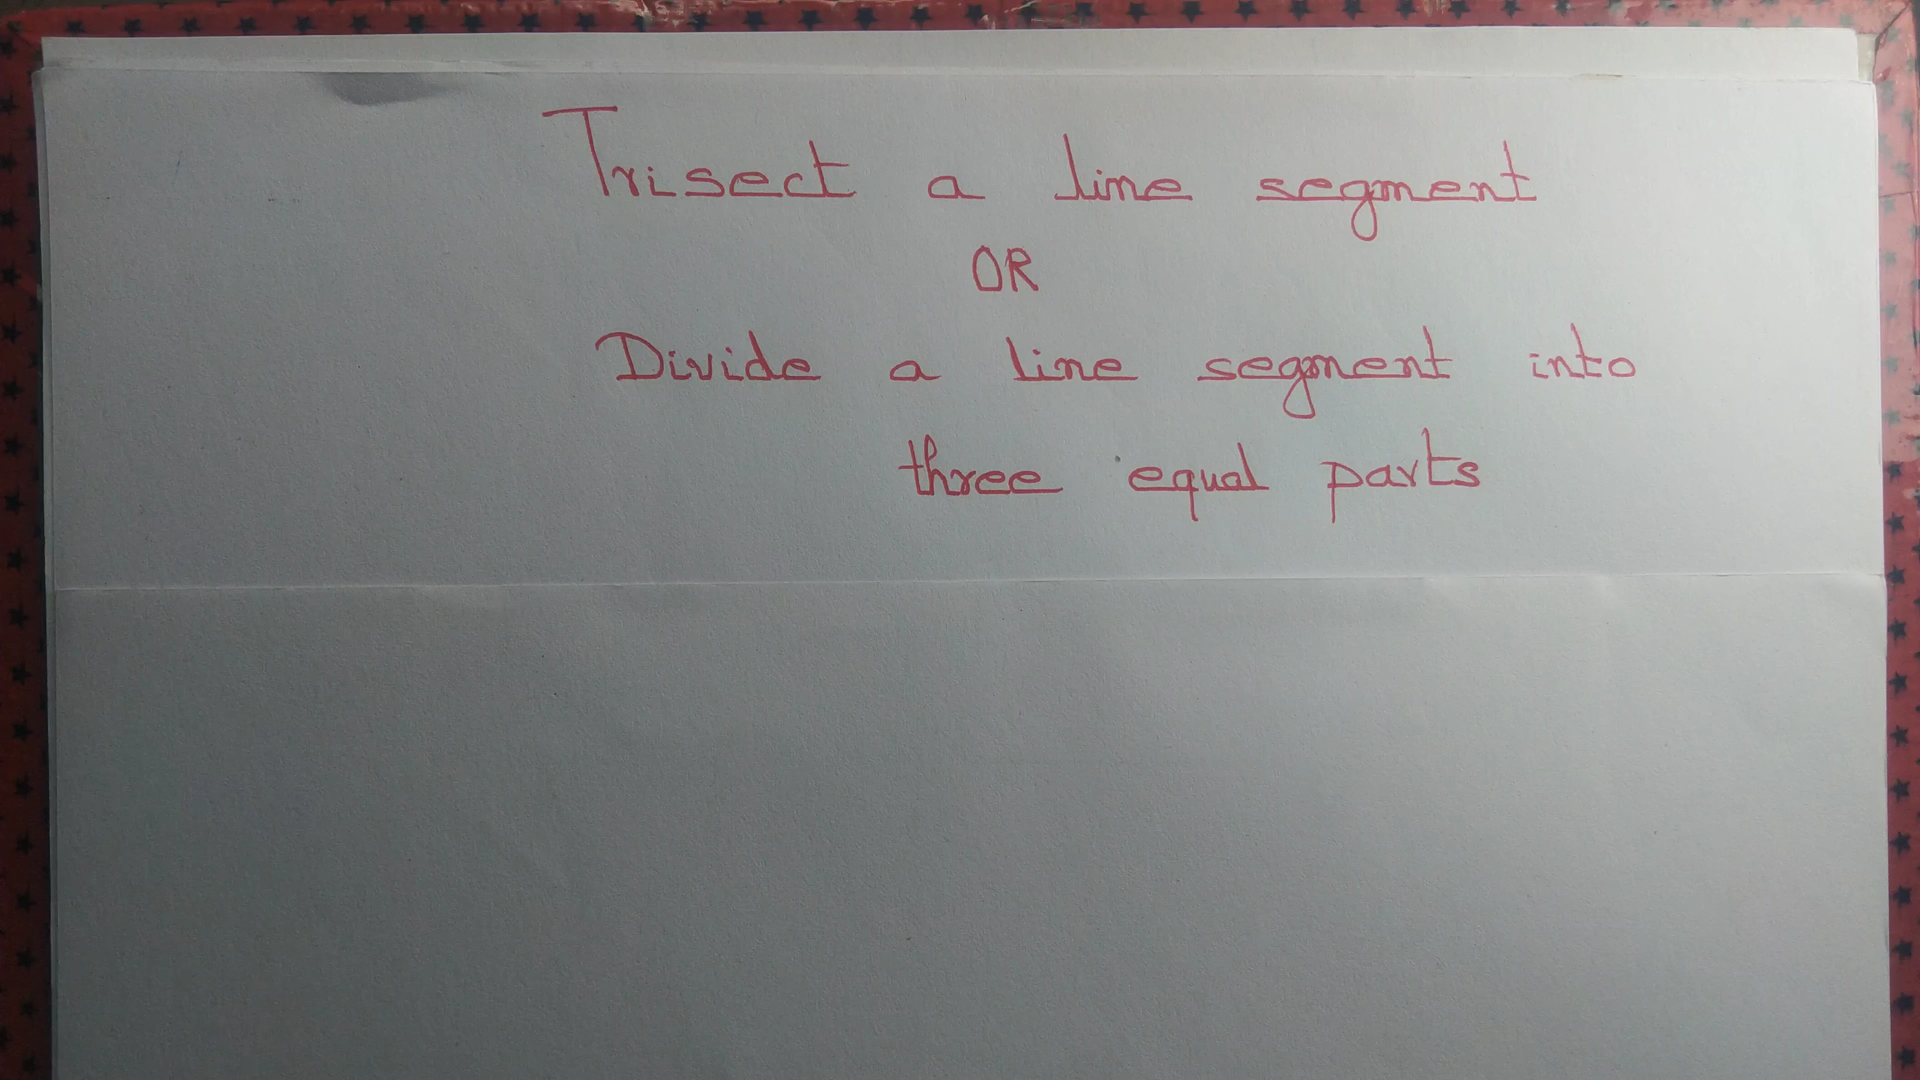 Trisect a line segment
OR
Divide a line segment into
three equal parts